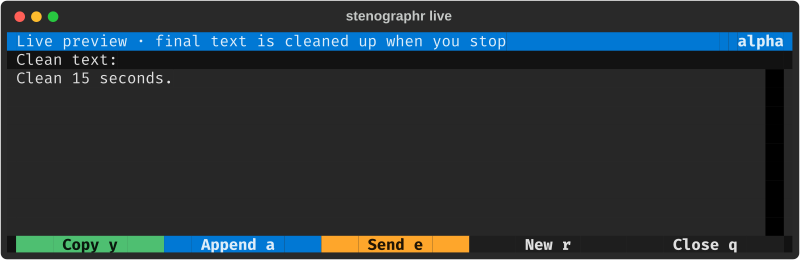 stenographr live
Live preview · final text is cleaned up when you stop alpha
Clean text:
Clean 15 seconds.
Copy y Append a Send e New r Close q